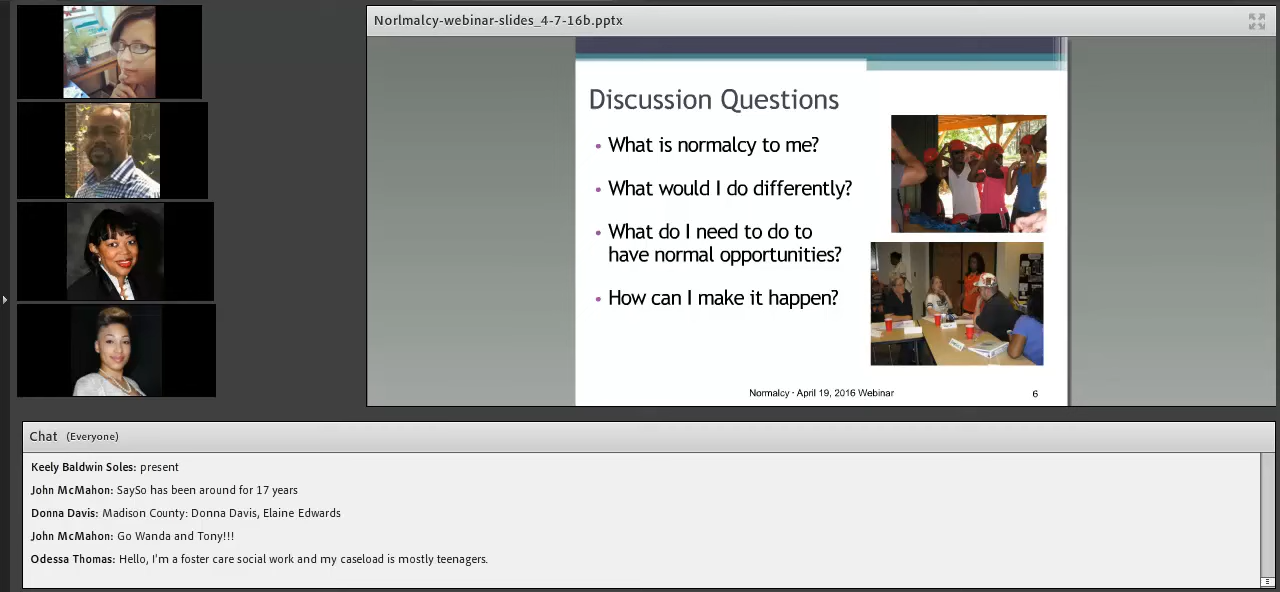 Norlmalcy-webinar-slides_4-7-16b.pptx
Discussion Questions
• What is normalcy to me?
• What would I do differently?
• What do I need to do to
have normal opportunities?
• How can I make it happen?
Normalcy · April 19, 2016 Webinar
6
Chat (Everyone)
Keely Baldwin Soles: present
John McMahon: SaySo has been around for 17 years
Donna Davis: Madison County: Donna Davis, Elaine Edwards
John McMahon: Go Wanda and Tony!!!
Odessa Thomas: Hello, I'm a foster care social work and my caseload is mostly teenagers.